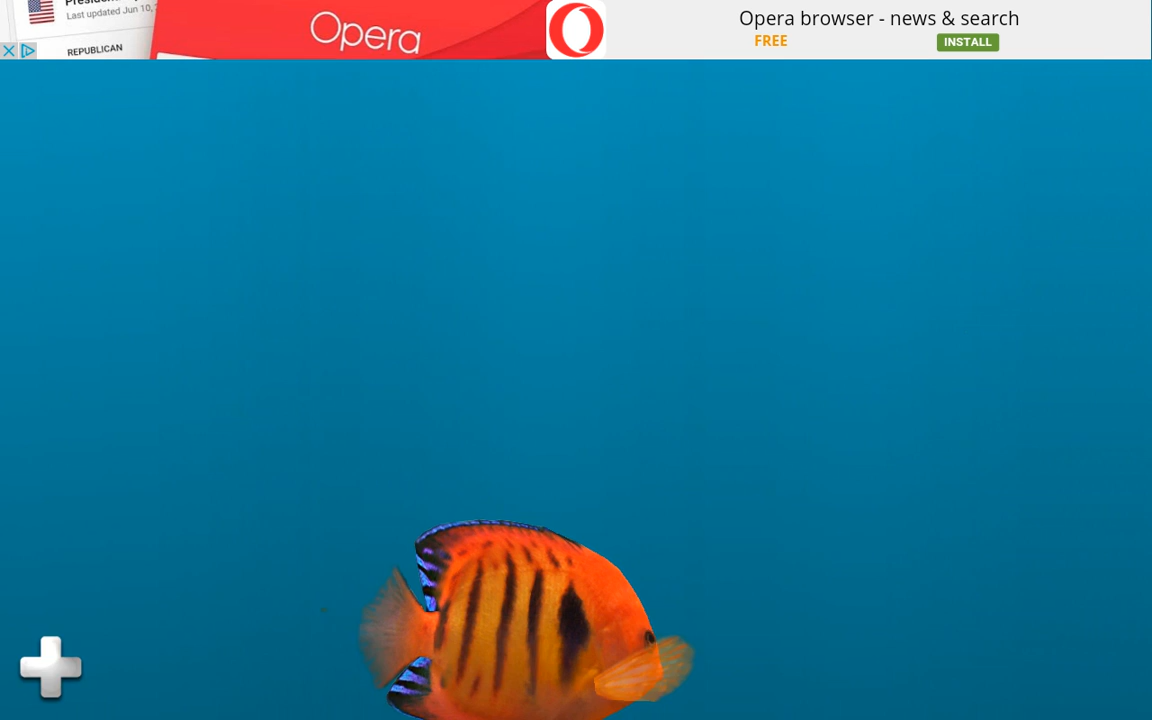 Last updated Jun 10,
REPUBLICAN
Opera
Opera browser - news & search
FREE
INSTALL